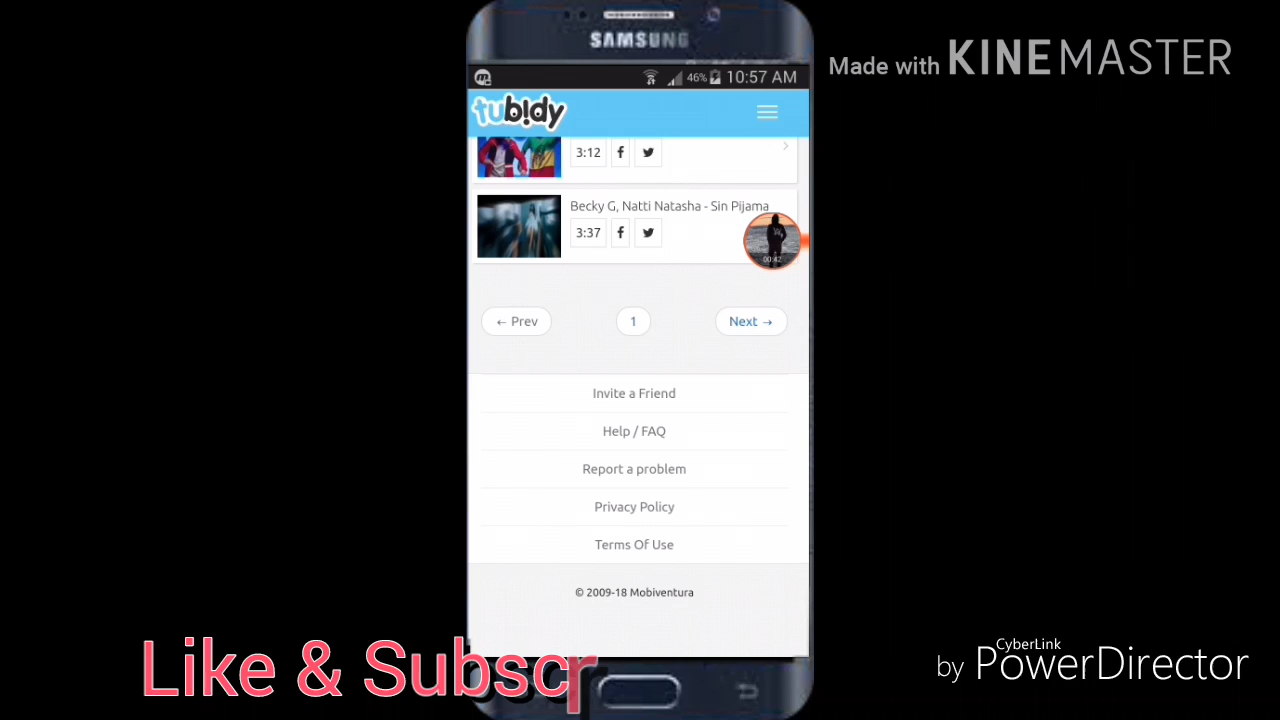 SAMSUNG
Made with KINEMASTER
46% 10:57 AM
tubidy
3:12
Becky G, Natti Natasha - Sin Pijama
3:37
00:42
← Prev
1
Next →
Invite a Friend
Help / FAQ
Report a problem
Privacy Policy
Terms Of Use
© 2009-18 Mobiventura
Like & Subscr
CyberLink
by PowerDirector